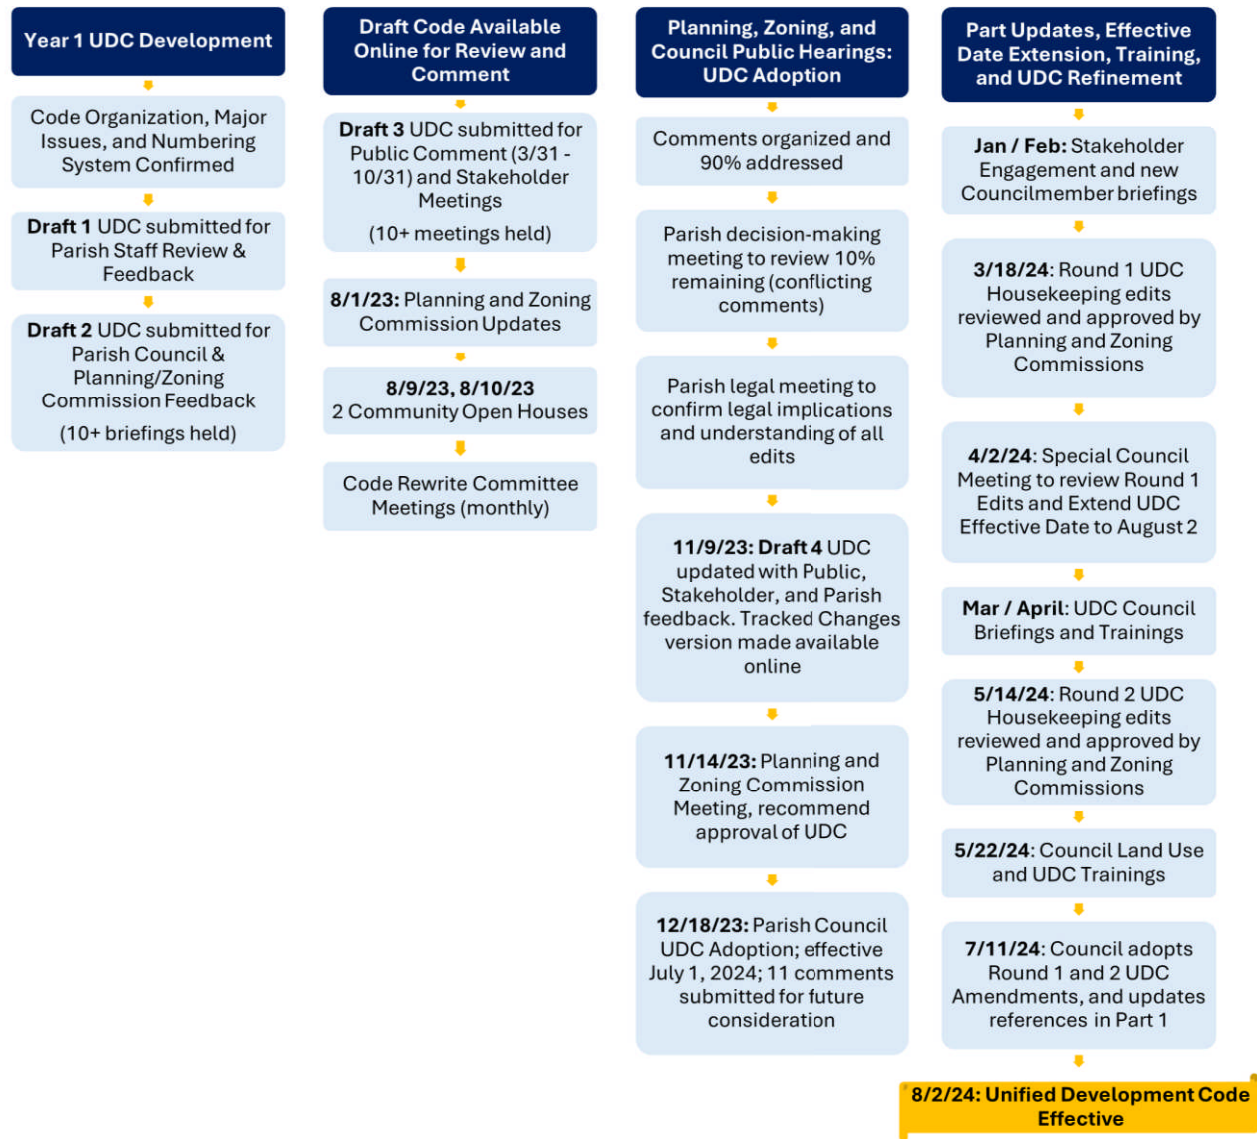 Year 1 UDC Development
Code Organization, Major
Issues, and Numbering
System Confirmed
Draft 1 UDC submitted for
Parish Staff Review &
Feedback
Draft 2 UDC submitted for
Parish Council &
Planning/Zoning
Commission Feedback
(10+ briefings held)
Draft Code Available
Online for Review and
Comment
Draft 3 UDC submitted for
Public Comment (3/31 -
10/31) and Stakeholder
Meetings
(10+ meetings held)
8/1/23: Planning and Zoning
Commission Updates
8/9/23, 8/10/23
2 Community Open Houses
Code Rewrite Committee
Meetings (monthly)
Planning, Zoning, and
Council Public Hearings:
UDC Adoption
Comments organized and
90% addressed
Parish decision-making
meeting to review 10%
remaining (conflicting
comments)
Parish legal meeting to
confirm legal implications
and understanding of all
edits
11/9/23: Draft 4 UDC
updated with Public,
Stakeholder, and Parish
feedback. Tracked Changes
version made available
online
11/14/23: Planning and
Zoning Commission
Meeting, recommend
approval of UDC
12/18/23: Parish Council
UDC Adoption; effective
July 1, 2024; 11 comments
submitted for future
consideration
Part Updates, Effective
Date Extension, Training,
and UDC Refinement
Jan / Feb: Stakeholder
Engagement and new
Councilmember briefings
3/18/24: Round 1 UDC
Housekeeping edits
reviewed and approved by
Planning and Zoning
Commissions
4/2/24: Special Council
Meeting to review Round 1
Edits and Extend UDC
Effective Date to August 2
Mar / April: UDC Council
Briefings and Trainings
5/14/24: Round 2 UDC
Housekeeping edits
reviewed and approved by
Planning and Zoning
Commissions
5/22/24: Council Land Use
and UDC Trainings
7/11/24: Council adopts
Round 1 and 2 UDC
Amendments, and updates
references in Part 1
8/2/24: Unified Development Code
Effective